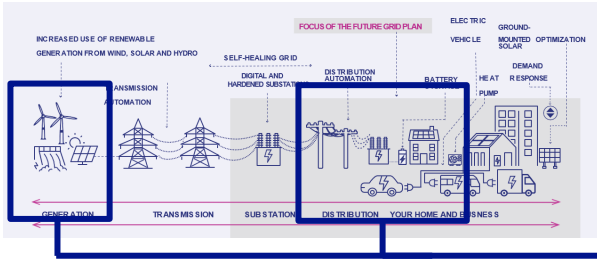 INCREASED USE OF RENEWABLE
GENERATION FROM WIND, SOLAR AND HYDRO
TRANSMISSION
AUTOMATION
SELF-HEALING GRID
DIGITAL AND
HARDENED SUBSTATI
FOCUS OF THE FUTURE GRID PLAN
DISTRIBUTION
AUTOMATION
BATTERY
ELECTRIC
VEHICLE
HEAT
PUMP
GROUND-
MOUNTED
SOLAR
DEMAND
RESPONSE
OPTIMIZATION
GENERATION
TRANSMISSION
SUBSTATION
DISTRIBUTION
YOUR HOME AND BUSNESS